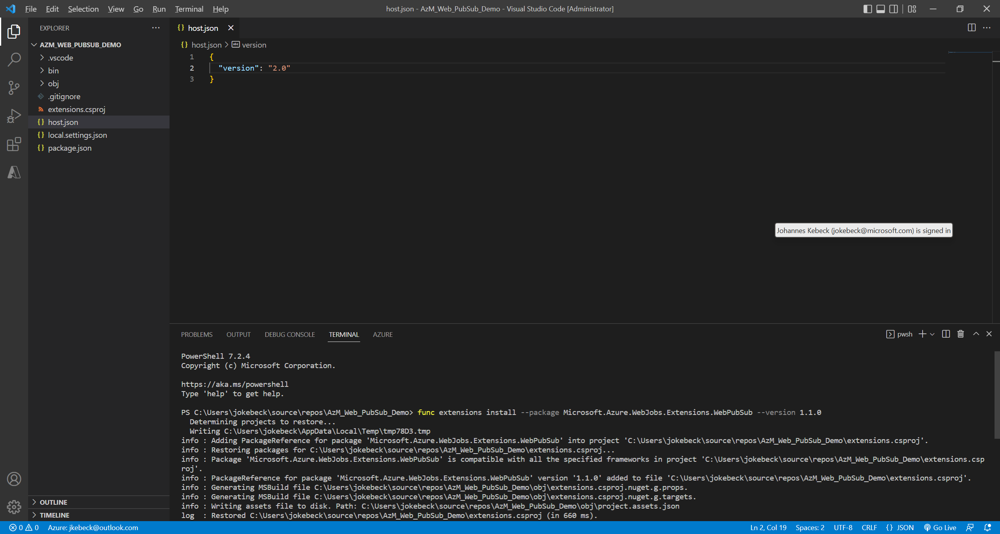 File Edit Selection View Go Run Terminal Help
host.json - AzM_Web_PubSub_Demo - Visual Studio Code [Administrator]
EXPLORER
AZM_WEB_PUBSUB_DEMO
.vscode
bin
obj
.gitignore
extensions.csproj
host.json
local.settings.json
package.json
OUTLINE
TIMELINE
host.json
host.json > version
1 {
2 "version": "2.0"
3 }
Johannes Kebeck (jokebeck@microsoft.com) is signed in
PROBLEMS OUTPUT DEBUG CONSOLE TERMINAL AZURE
pwsh
PowerShell 7.2.4
Copyright (c) Microsoft Corporation.
https://aka.ms/powershell
Type 'help' to get help.
PS C:\Users\jokebeck\source\repos\AzM_Web_PubSub_Demo> func extensions install --package Microsoft.Azure.WebJobs.Extensions.WebPubSub --version 1.1.0
Determining projects to restore...
Writing C:\Users\jokebeck\AppData\Local\Temp\tmp78D3.tmp
info : Adding PackageReference for package 'Microsoft.Azure.WebJobs.Extensions.WebPubSub' into project 'C:\Users\jokebeck\source\repos\AzM_Web_PubSub_Demo\extensions.csproj'.
info : Restoring packages for C:\Users\jokebeck\source\repos\AzM_Web_PubSub_Demo\extensions.csproj...
info : Package 'Microsoft.Azure.WebJobs.Extensions.WebPubSub' is compatible with all the specified frameworks in project 'C:\Users\jokebeck\source\repos\AzM_Web_PubSub_Demo\extensions.csp
roj'.
info : PackageReference for package 'Microsoft.Azure.WebJobs.Extensions.WebPubSub' version '1.1.0' added to file 'C:\Users\jokebeck\source\repos\AzM_Web_PubSub_Demo\extensions.csproj'.
info : Generating MSBuild file C:\Users\jokebeck\source\repos\AzM_Web_PubSub_Demo\obj\extensions.csproj.nuget.g.props.
info : Generating MSBuild file C:\Users\jokebeck\source\repos\AzM_Web_PubSub_Demo\obj\extensions.csproj.nuget.g.targets.
info : Writing assets file to disk. Path: C:\Users\jokebeck\source\repos\AzM_Web_PubSub_Demo\obj\project.assets.json
log : Restored C:\Users\jokebeck\source\repos\AzM_Web_PubSub_Demo\extensions.csproj (in 660 ms).
0 0 Azure: jkebeck@outlook.com
Ln 2, Col 19 Spaces: 2 UTF-8 CRLF {} JSON Go Live